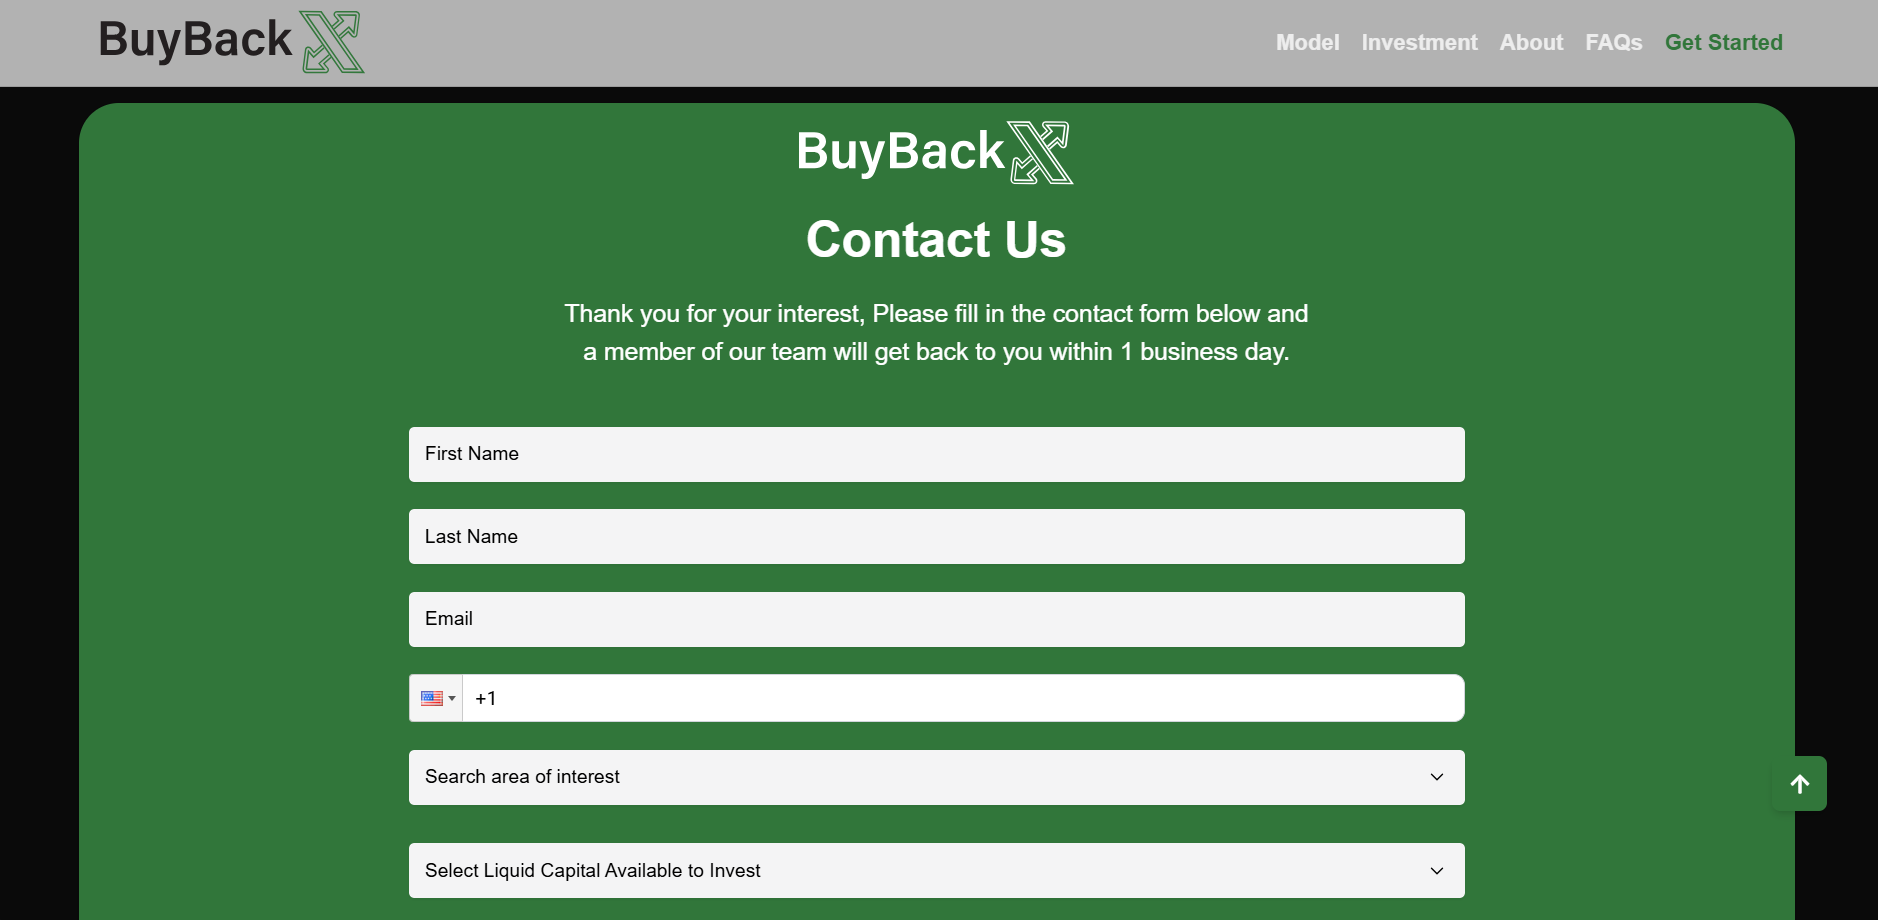 BuyBackX
Model Investment About FAQs Get Started
BuyBackX
Contact Us
Thank you for your interest, Please fill in the contact form below and
a member of our team will get back to you within 1 business day.
First Name
Last Name
Email
+1
Search area of interest
Select Liquid Capital Available to Invest